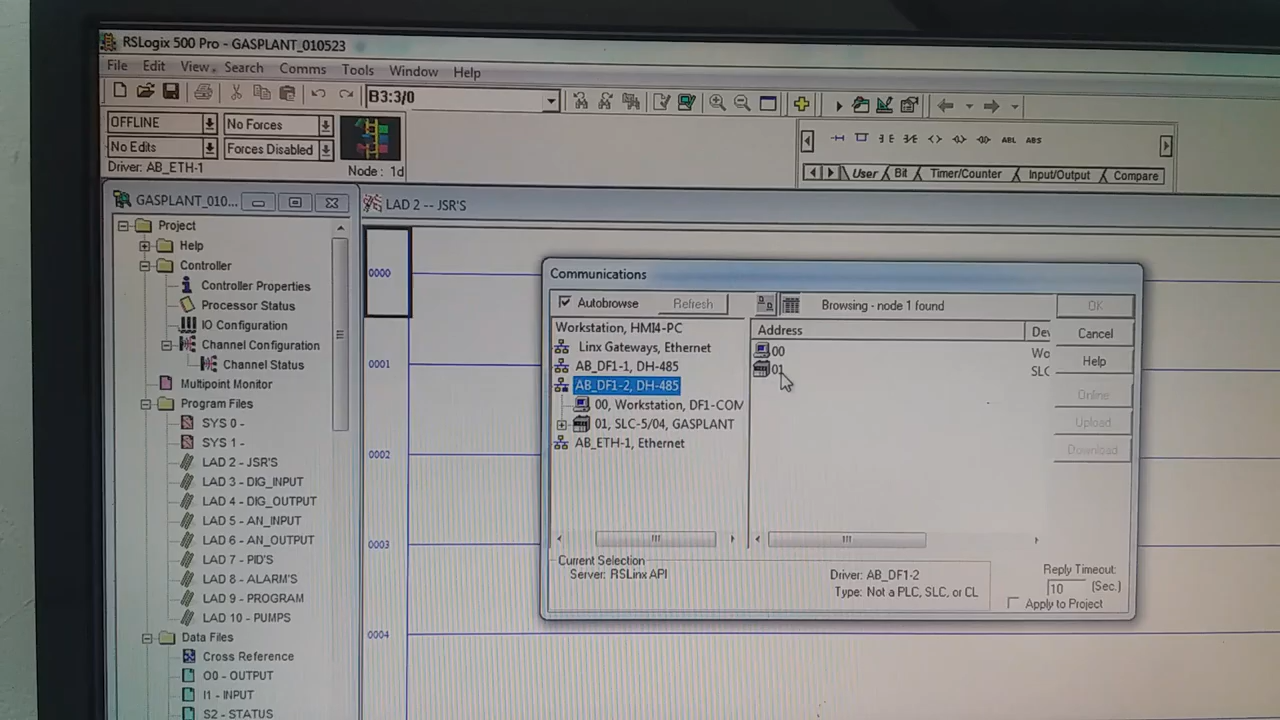 RSLogix 500 Pro - GASPLANT_010523
File Edit View Search Comms Tools Window Help
B3:3/0
OFFLINE No Forces
No Edits Forces Disabled
Driver: AB_ETH-1 Node: 1d
ABL ABS
User Bit Timer/Counter Input/Output Compare
GASPLANT_010...
LAD 2 -- JSR'S
Project
Help
Controller
Controller Properties
Processor Status
IO Configuration
Channel Configuration
Channel Status
Multipoint Monitor
Program Files
SYS 0 -
SYS 1 -
LAD 2 - JSR'S
LAD 3 - DIG_INPUT
LAD 4 - DIG_OUTPUT
LAD 5 - AN_INPUT
LAD 6 - AN_OUTPUT
LAD 7 - PID'S
LAD 8 - ALARM'S
LAD 9 - PROGRAM
LAD 10 - PUMPS
Data Files
Cross Reference
O0 - OUTPUT
I1 - INPUT
S2 - STATUS
0000
0001
0002
0003
0004
Communications
Autobrowse Refresh Browsing - node 1 found
Workstation, HMI4-PC
Linx Gateways, Ethernet
AB_DF1-1, DH-485
AB_DF1-2, DH-485
00, Workstation, DF1-COM
01, SLC-5/04, GASPLANT
AB_ETH-1, Ethernet
Address De
00 Wo
01 SLC
OK
Cancel
Help
Online
Upload
Download
Current Selection
Server: RSLinx API Driver: AB_DF1-2
Type: Not a PLC, SLC, or CL
Reply Timeout:
10 (Sec.)
Apply to Project